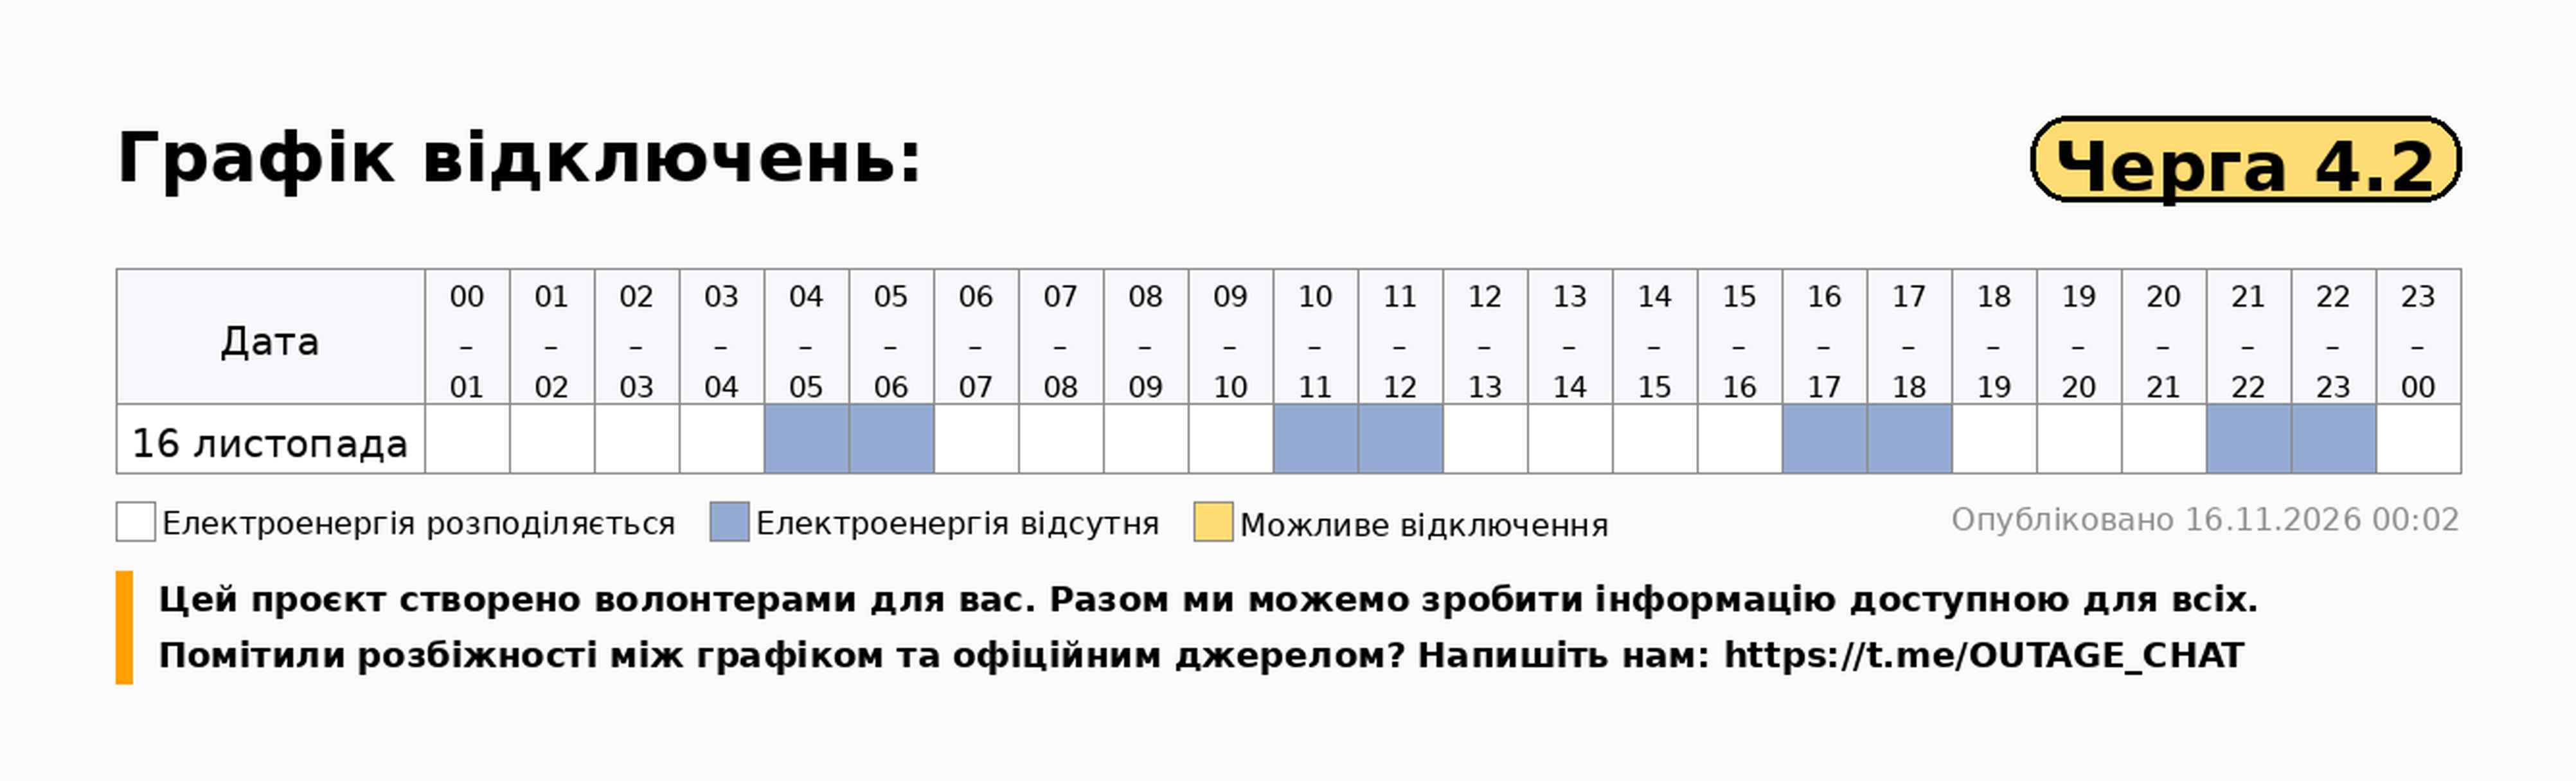 Графік відключень:
Черга 4.2
Дата 00 – 01 01 – 02 02 – 03 03 – 04 04 – 05 05 – 06 06 – 07 07 – 08 08 – 09 09 – 10 10 – 11 11 – 12 12 – 13 13 – 14 14 – 15 15 – 16 16 – 17 17 – 18 18 – 19 19 – 20 20 – 21 21 – 22 22 – 23 23 – 00
16 листопада
Електроенергія розподіляється Електроенергія відсутня Можливе відключення
Опубліковано 16.11.2026 00:02
Цей проєкт створено волонтерами для вас. Разом ми можемо зробити інформацію доступною для всіх.
Помітили розбіжності між графіком та офіційним джерелом? Напишіть нам: https://t.me/OUTAGE_CHAT